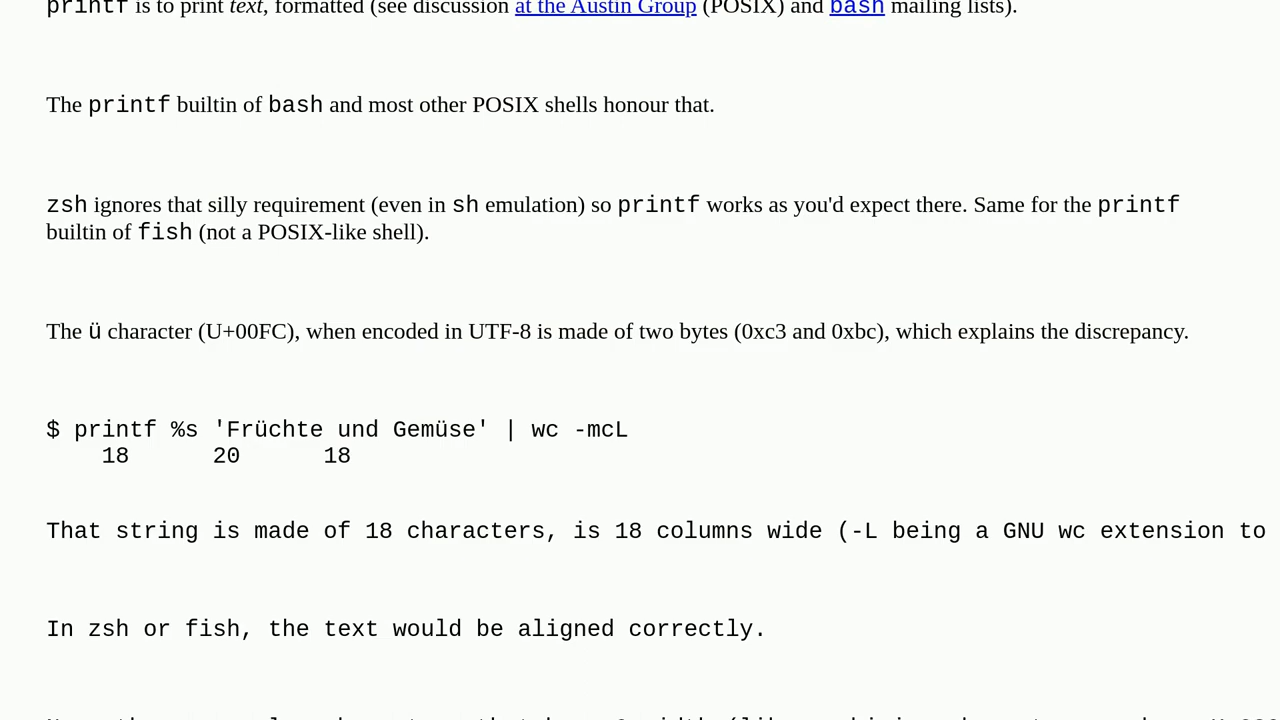 printf is to print text, formatted (see discussion at the Austin Group (POSIX) and bash mailing lists).
The printf builtin of bash and most other POSIX shells honour that.
zsh ignores that silly requirement (even in sh emulation) so printf works as you'd expect there. Same for the printf
builtin of fish (not a POSIX-like shell).
The ü character (U+00FC), when encoded in UTF-8 is made of two bytes (0xc3 and 0xbc), which explains the discrepancy.
$ printf %s 'Früchte und Gemüse' | wc -mcL
18 20 18
That string is made of 18 characters, is 18 columns wide (-L being a GNU wc extension to
In zsh or fish, the text would be aligned correctly.